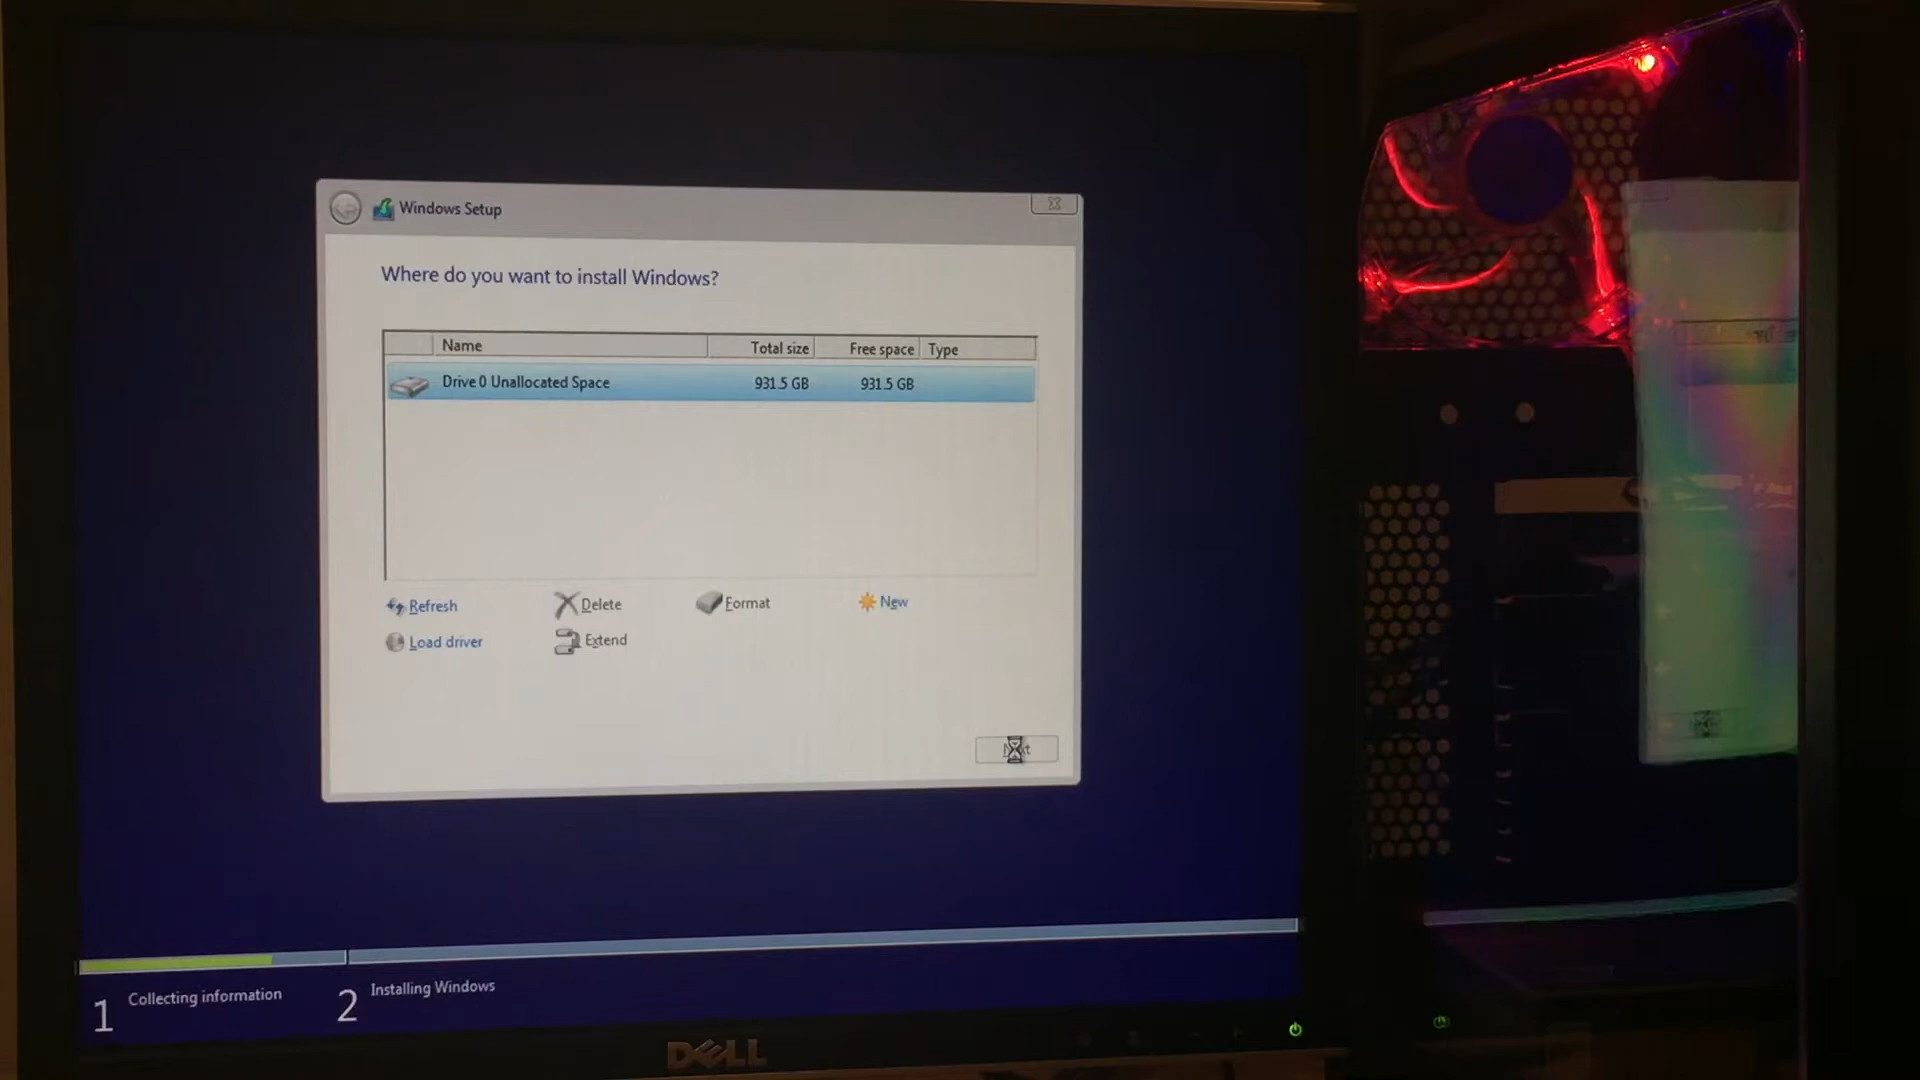 Windows Setup
Where do you want to install Windows?
Name Total size Free space Type
Drive 0 Unallocated Space 931.5 GB 931.5 GB
Refresh Delete Format New
Load driver Extend
1 Collecting information 2 Installing Windows
DELL